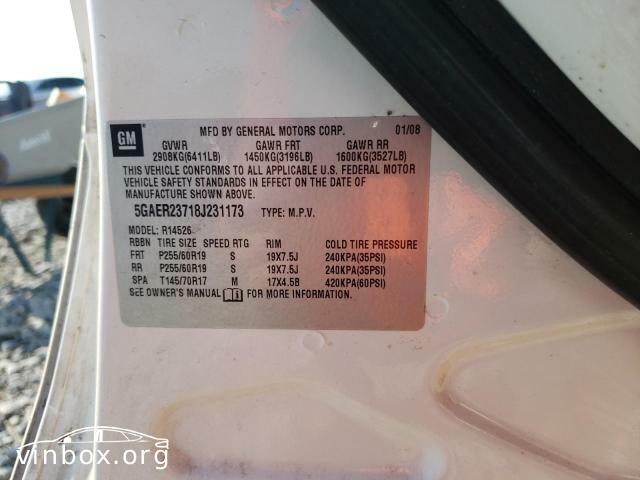 GM
MFD BY GENERAL MOTORS CORP. 01/08
GVWR GAWR FRT GAWR RR
2908KG(6411LB) 1450KG(3196LB) 1600KG(3527LB)
THIS VEHICLE CONFORMS TO ALL APPLICABLE U.S. FEDERAL MOTOR
VEHICLE SAFETY STANDARDS IN EFFECT ON THE DATE OF
MANUFACTURE SHOWN ABOVE.
5GAER23718J231173 TYPE: M.P.V.
MODEL: R14526
RBBN TIRE SIZE SPEED RTG RIM COLD TIRE PRESSURE
FRT P255/60R19 S 19X7.5J 240KPA(35PSI)
RR P255/60R19 S 19X7.5J 240KPA(35PSI)
SPA T145/70R17 M 17X4.5B 420KPA(60PSI)
SEE OWNER'S MANUAL FOR MORE INFORMATION.
vinbox.org